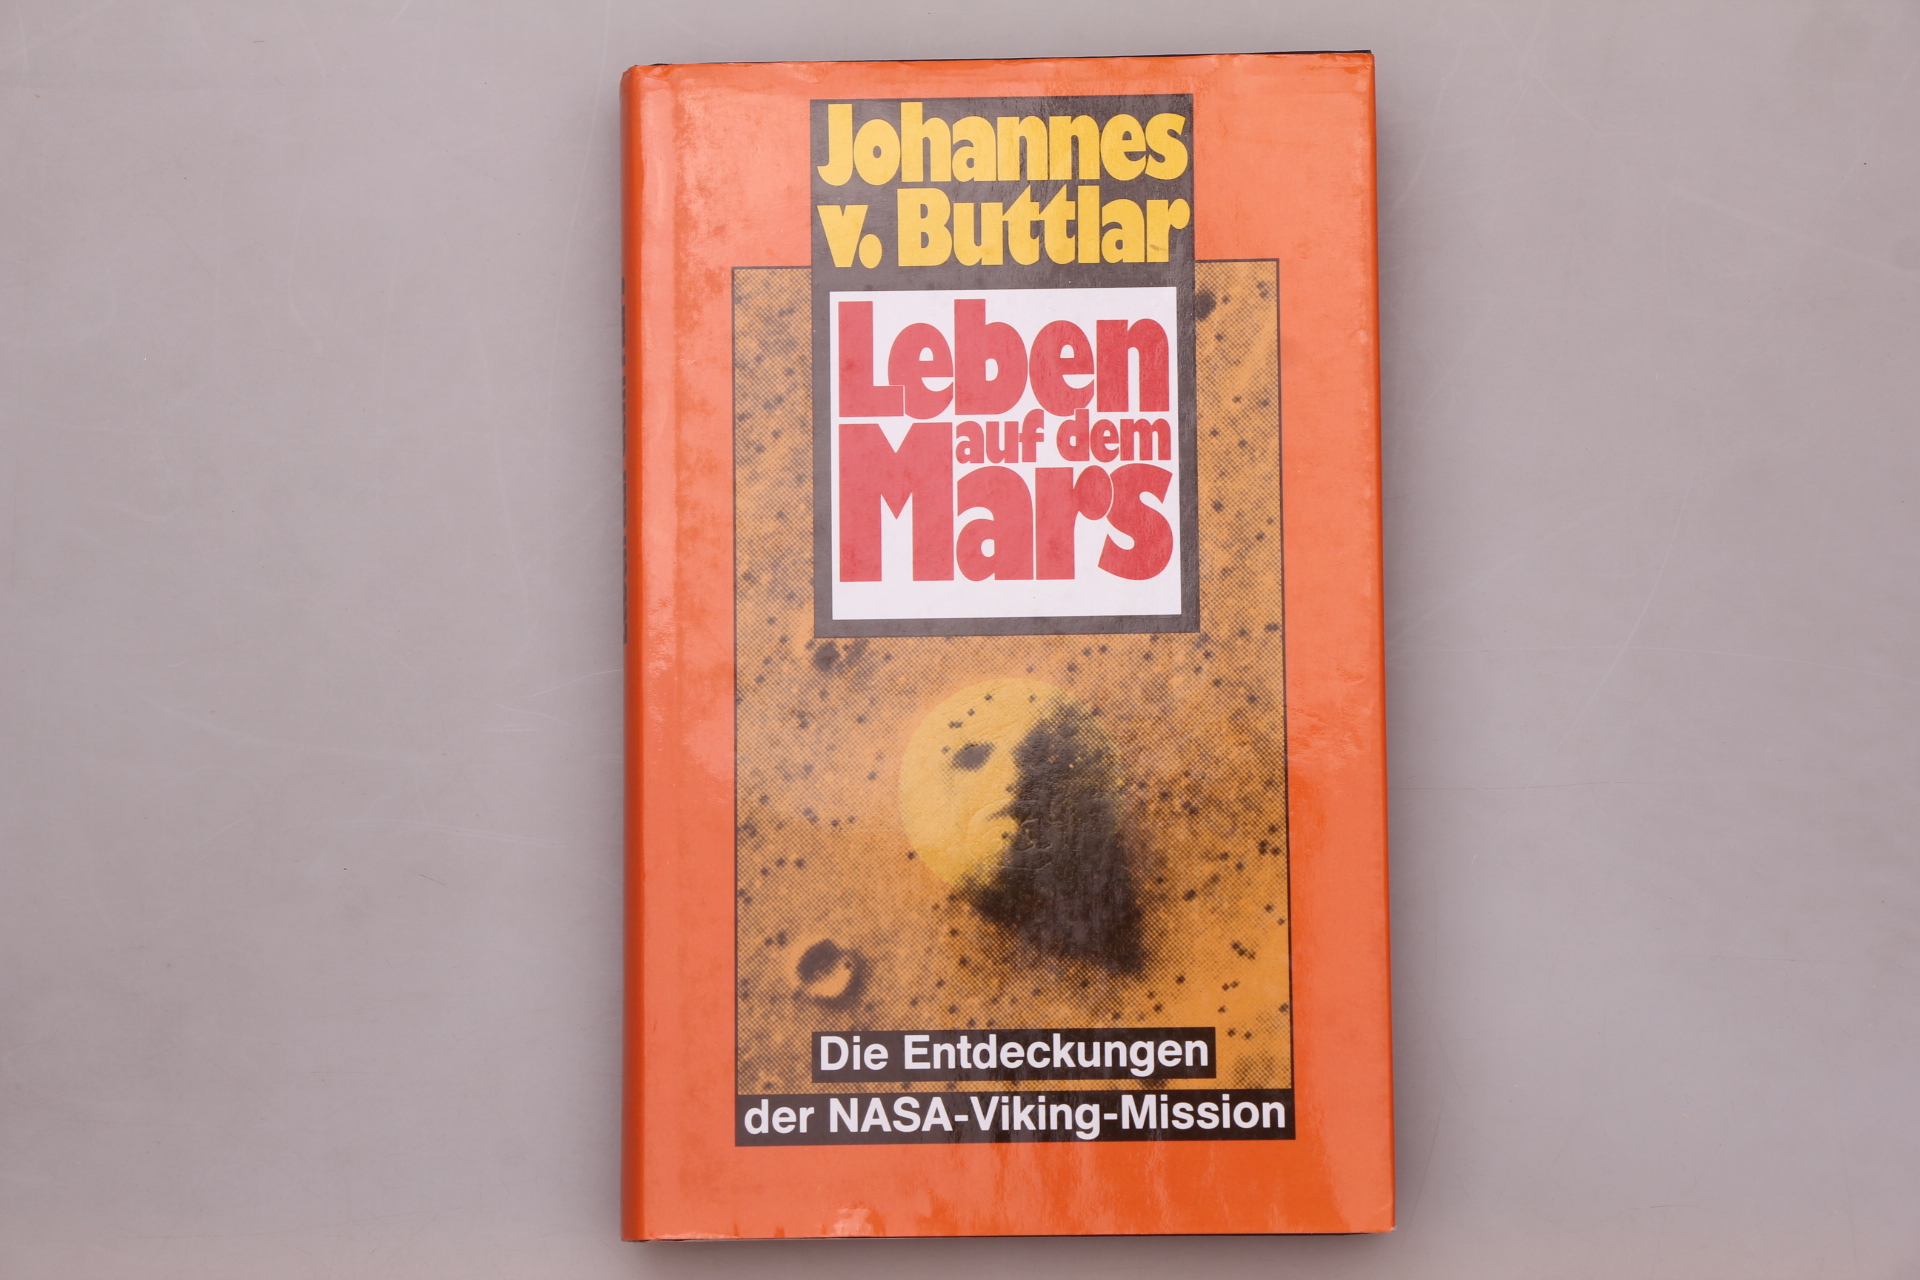 Johannes
v. Buttlar
Leben
auf dem
Mars
Die Entdeckungen
der NASA-Viking-Mission